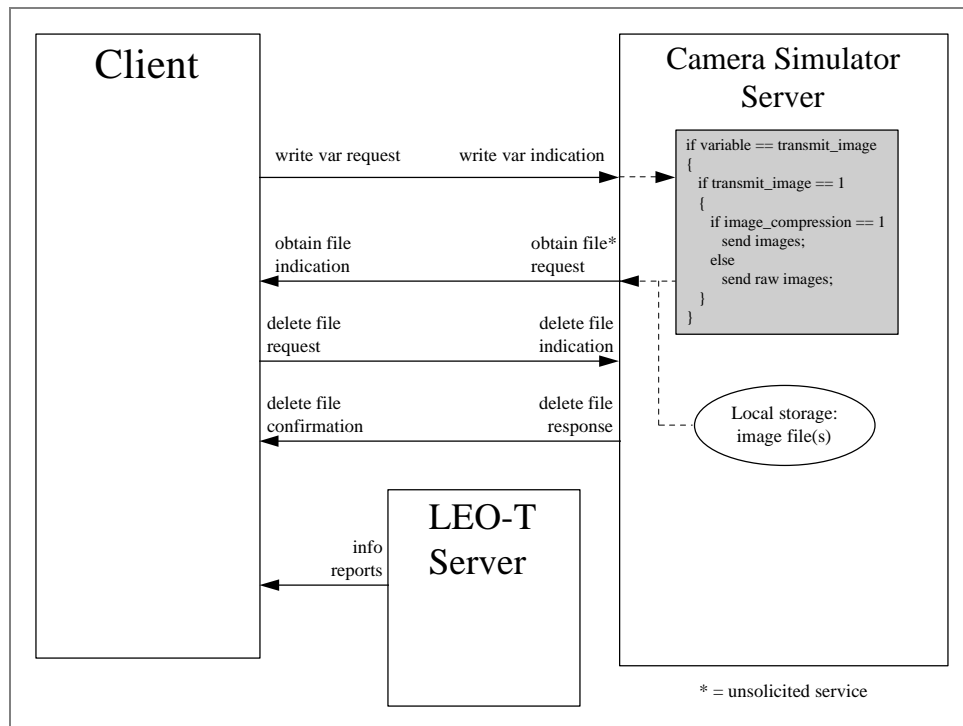 Client
Camera Simulator
Server
write var request
write var indication
if variable == transmit_image
{
if transmit_image == 1
{
if image_compression == 1
send images;
else
send raw images;
}
}
obtain file
indication
obtain file*
request
delete file
request
delete file
indication
delete file
confirmation
delete file
response
Local storage:
image file(s)
LEO-T
Server
info
reports
* = unsolicited service